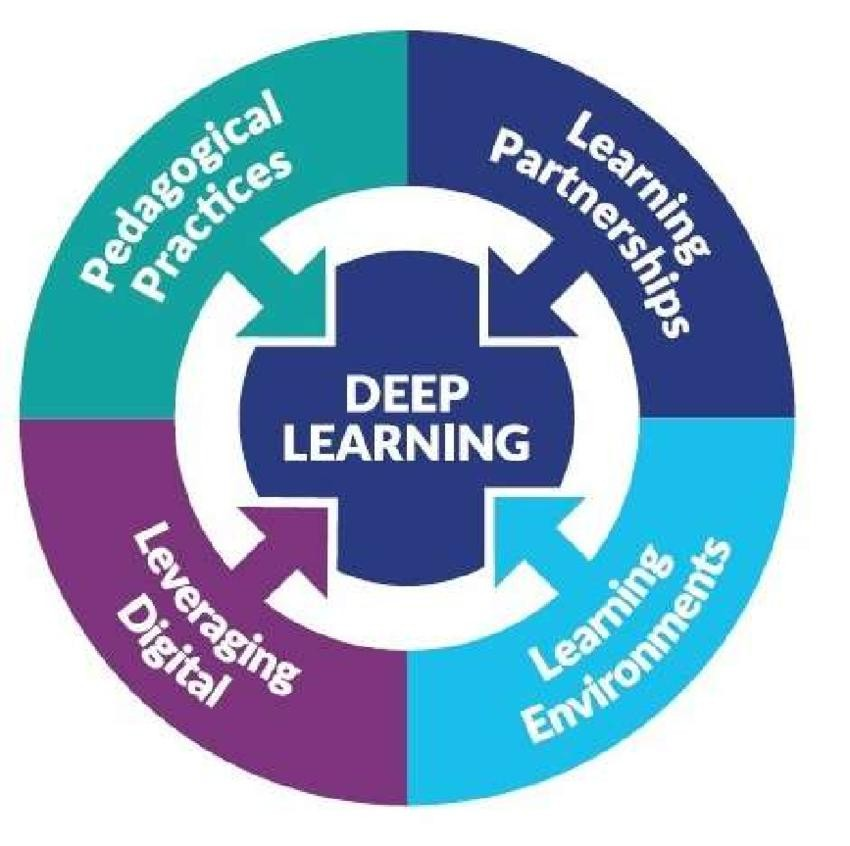 Pedagogical
Practices
Learning
Partnerships
DEEP
LEARNING
Leveraging
Digital
Learning
Environments